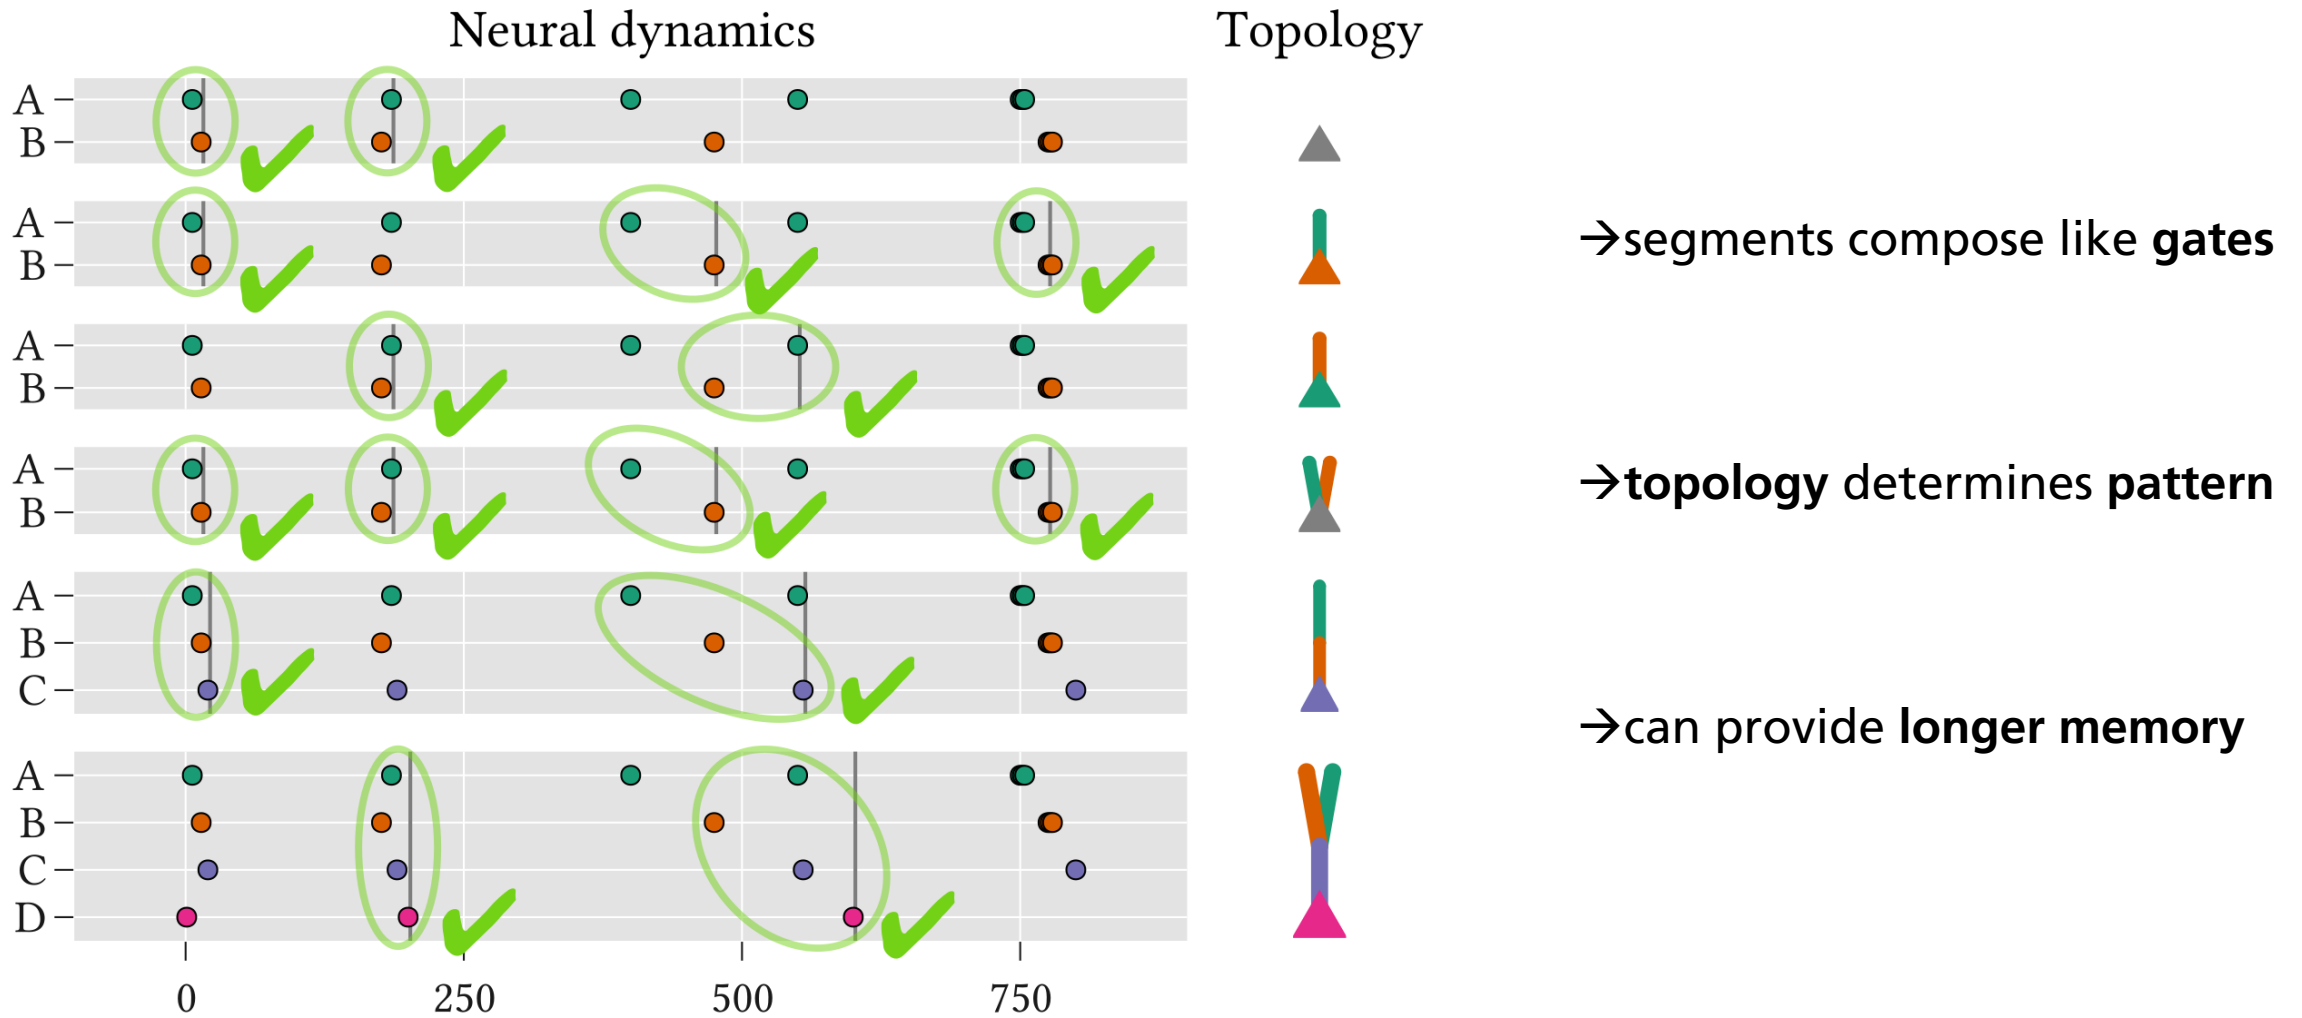 Neural dynamics
Topology
A
B
A
B
→segments compose like gates
A
B
A
B
→topology determines pattern
A
B
C
→can provide longer memory
A
B
C
D
0 250 500 750